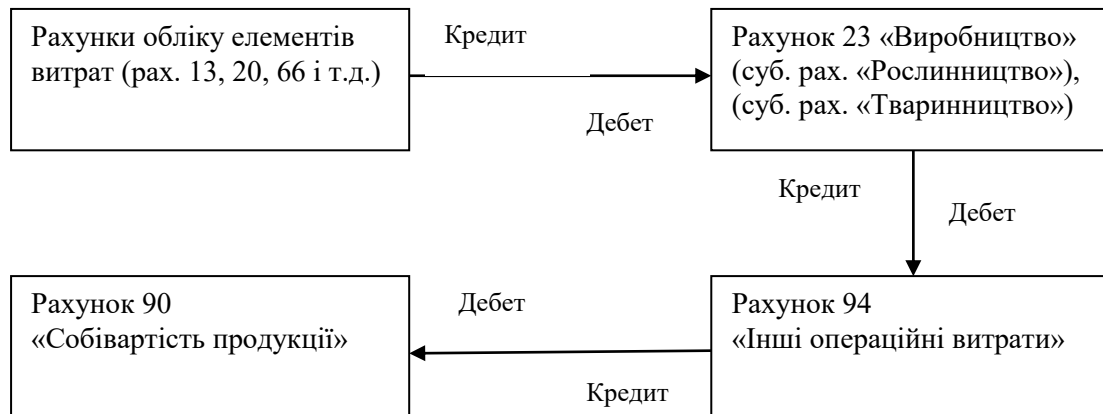 Рахунки обліку елементів
витрат (рах. 13, 20, 66 і т.д.)
Кредит
Дебет
Рахунок 23 «Виробництво»
(суб. рах. «Рослинництво»),
(суб. рах. «Тваринництво»)
Кредит
Дебет
Рахунок 90
«Собівартість продукції»
Дебет
Кредит
Рахунок 94
«Інші операційні витрати»